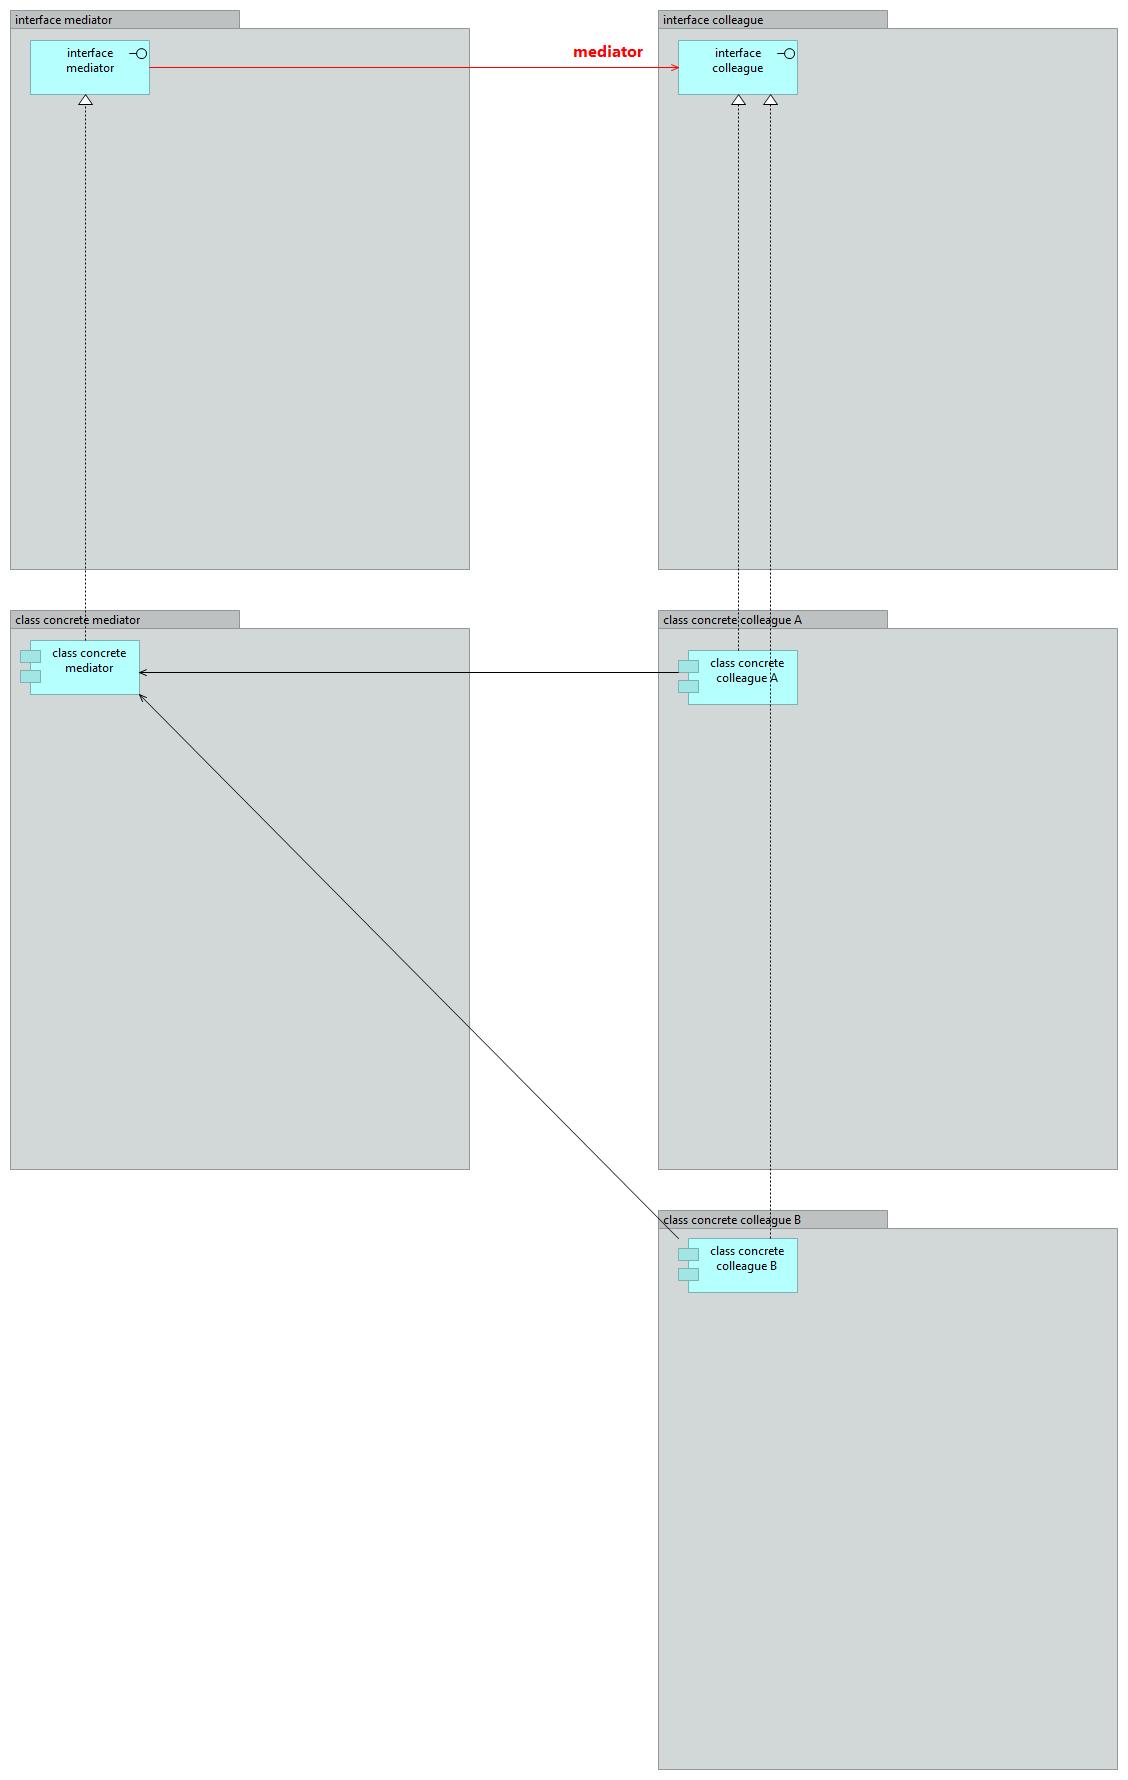 interface mediator
interface colleague
interface
mediator
mediator
interface
colleague
class concrete mediator
class concrete colleague A
class concrete
mediator
class concrete
colleague A
class concrete colleague B
class concrete
colleague B